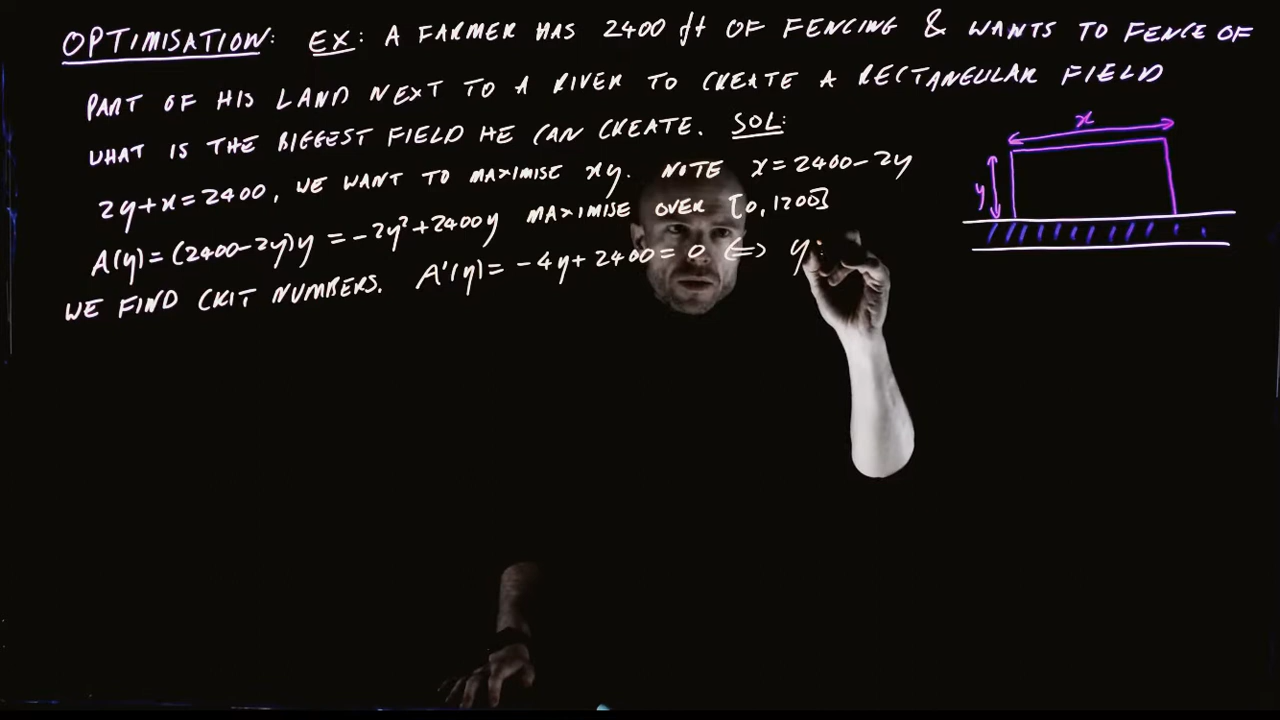 OPTIMISATION: EX: A FARMER HAS 2400 ft OF FENCING & WANTS TO FENCE OF
PART OF HIS LAND NEXT TO A RIVER TO CREATE A RECTANGULAR FIELD
WHAT IS THE BIGGEST FIELD HE CAN CREATE. SOL:
x
y
2y+x=2400, WE WANT TO MAXIMISE xy. NOTE x=2400-2y
A(y)=(2400-2y)y=-2y²+2400y MAXIMISE OVER [0,1200]
WE FIND CRIT NUMBERS. A'(y)=-4y+2400=0 <=> y